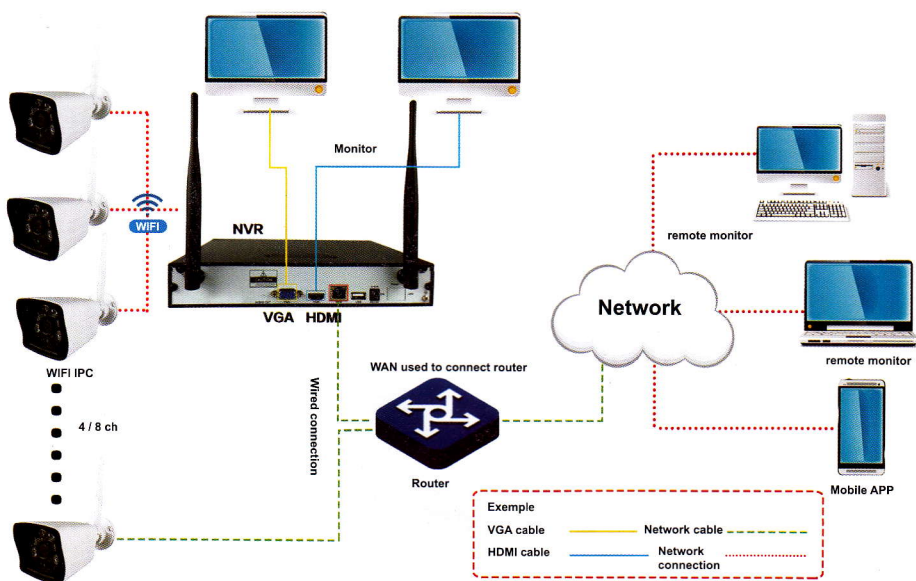 Monitor
WIFI
NVR
VGA HDMI
WIFI IPC
4 / 8 ch
Wired connection
WAN used to connect router
Router
Network
remote monitor
remote monitor
Mobile APP
Exemple
VGA cable
Network cable
HDMI cable
Network
connection